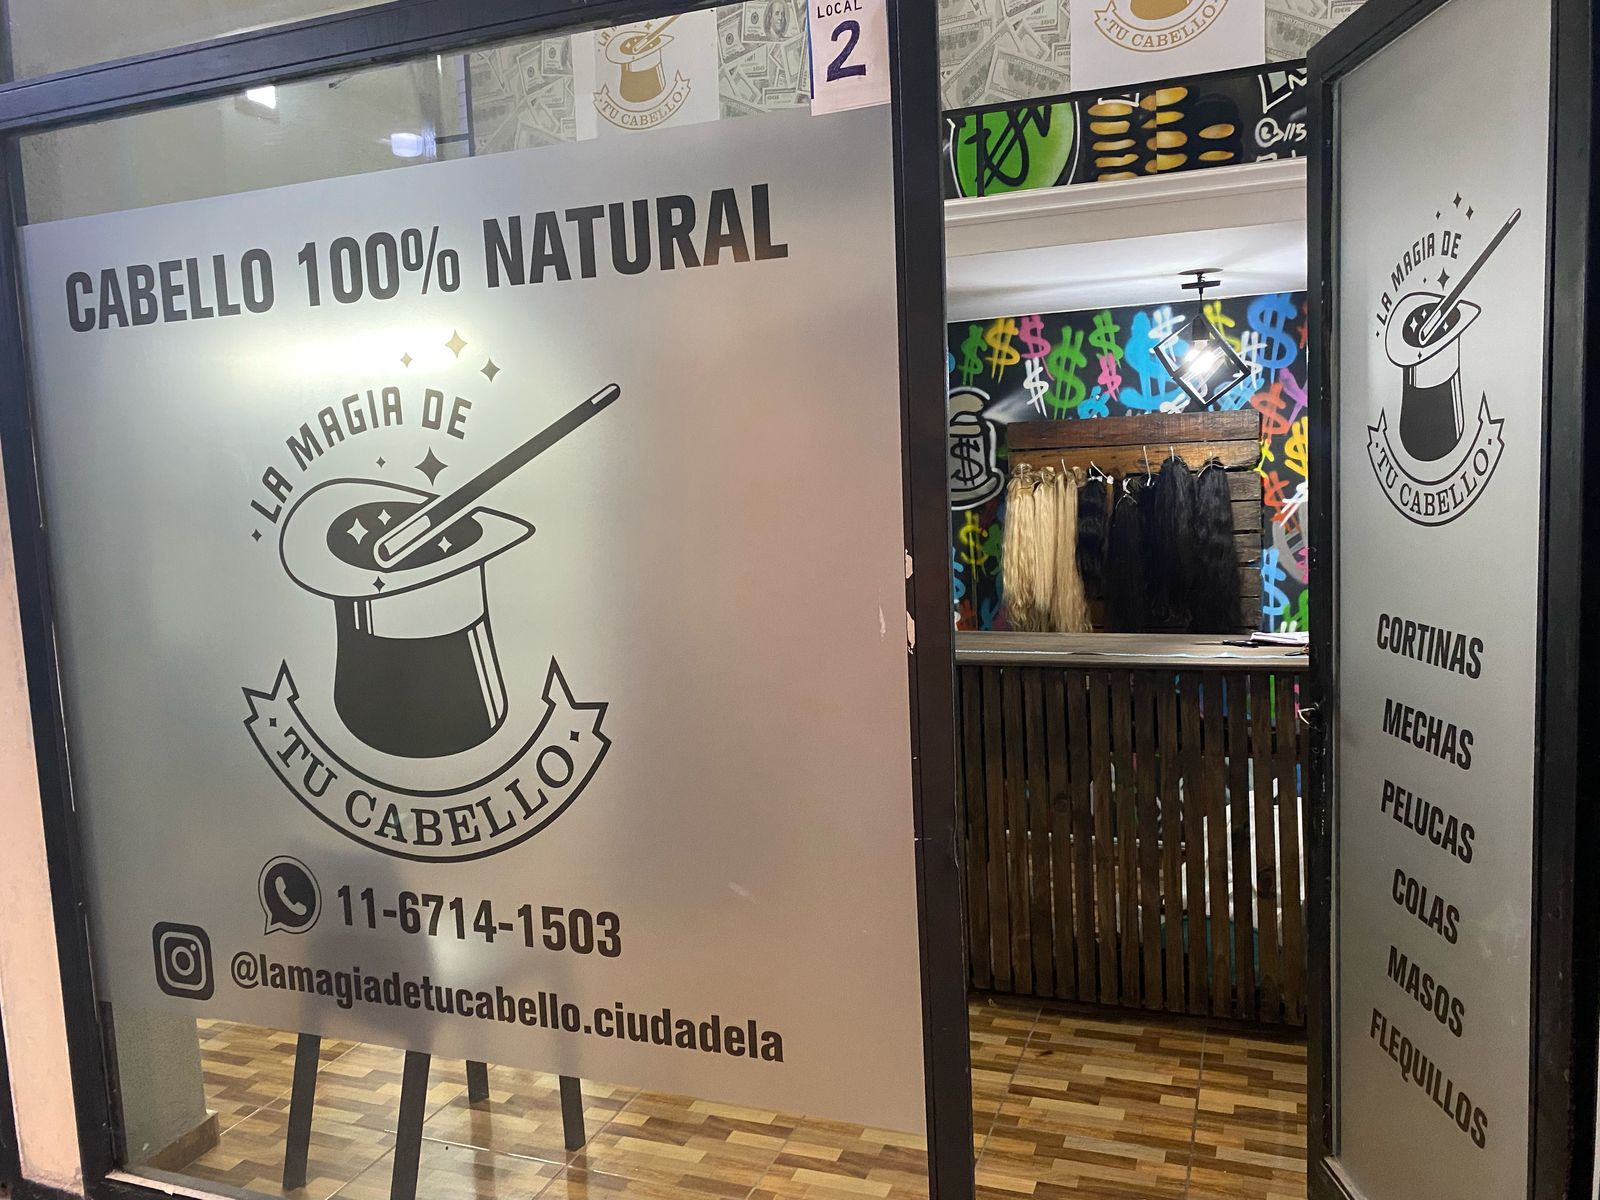 LOCAL
2
TU CABELLO
TU CABELLO
CABELLO 100% NATURAL
LA MAGIA DE
TU CABELLO
11-6714-1503
@lamagiadetucabello.ciudadela
LA MAGIA DE
TU CABELLO
CORTINAS
MECHAS
PELUCAS
COLAS
MASOS
FLEQUILLOS